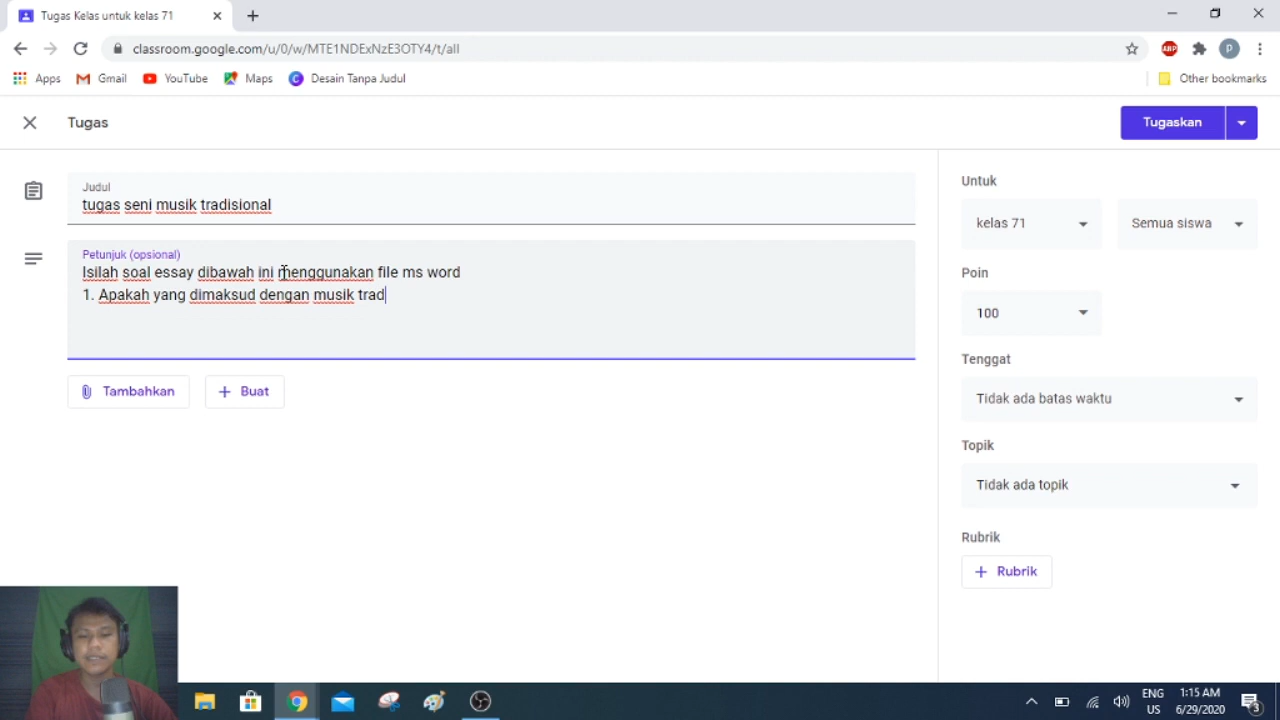 Tugas Kelas untuk kelas 71
classroom.google.com/u/0/w/MTE1NDExNzE3OTY4/t/all
ABP
p
Apps Gmail YouTube Maps Desain Tanpa Judul Other bookmarks
Tugas
Tugaskan
Judul
tugas seni musik tradisional
Petunjuk (opsional)
Isilah soal essay dibawah ini menggunakan file ms word
1. Apakah yang dimaksud dengan musik trad
Tambahkan
Buat
Untuk
kelas 71
Semua siswa
Poin
100
Tenggat
Tidak ada batas waktu
Topik
Tidak ada topik
Rubrik
Rubrik
ENG
US
1:15 AM
6/29/2020
3